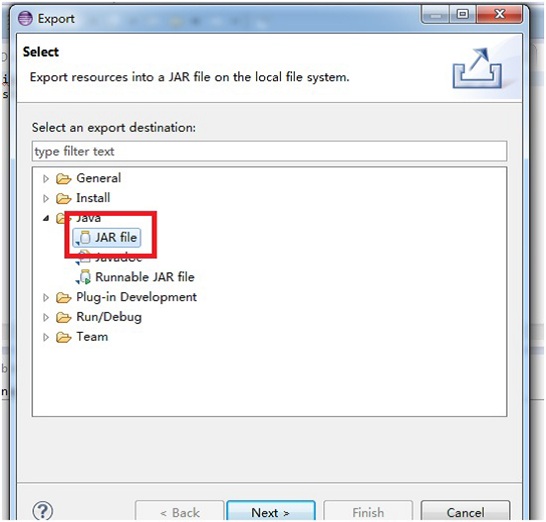 Export
Select
Export resources into a JAR file on the local file system.
Select an export destination:
type filter text
General
Install
Java
JAR file
Javadoc
Runnable JAR file
Plug-in Development
Run/Debug
Team
< Back
Next >
Finish
Cancel